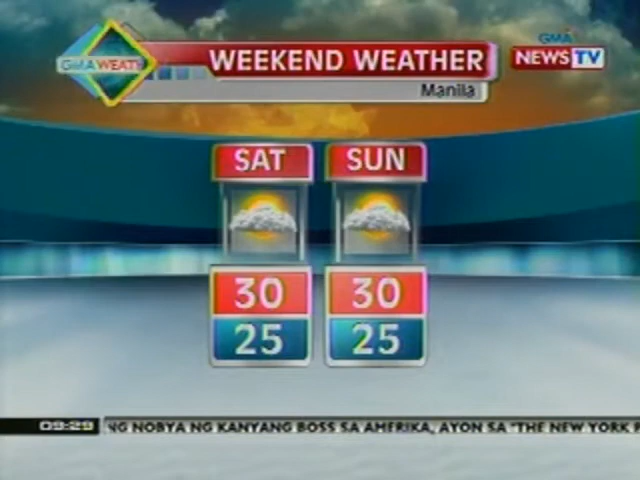 GMA WEATH
WEEKEND WEATHER
Manila
GMA
NEWS TV
SAT SUN
30 30
25 25
09:29 NG NOBYA NG KANYANG BOSS SA AMERIKA, AYON SA "THE NEW YORK P